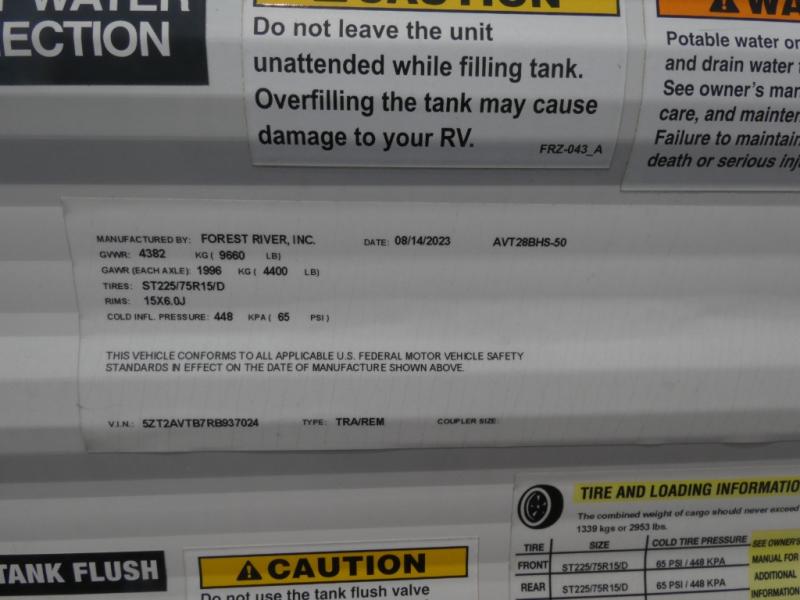 WATER
ECTION
CAUTION
Do not leave the unit
unattended while filling tank.
Overfilling the tank may cause
damage to your RV.
FRZ-043_A
WA
Potable water
and drain water
See owner's
care, and
Failure to
death or serious
MANUFACTURED BY: FOREST RIVER, INC. DATE: 08/14/2023 AVT28BHS-50
GVWR: 4382 KG ( 9660 LB)
GAWR (EACH AXLE): 1996 KG ( 4400 LB)
TIRES: ST225/75R15/D
RIMS: 15X6.0J
COLD INFL. PRESSURE: 448 KPA ( 65 PSI )
THIS VEHICLE CONFORMS TO ALL APPLICABLE U.S. FEDERAL MOTOR VEHICLE SAFETY
STANDARDS IN EFFECT ON THE DATE OF MANUFACTURE SHOWN ABOVE.
V.I.N.: 5ZT2AVTB7RB937024 TYPE: TRA/REM COUPLER SIZE:
TANK FLUSH
CAUTION
Do not use the tank flush valve
TIRE AND LOADING INFORMATIO
The combined weight of cargo should never exceed
1339 kgs or 2953 lbs.
TIRE SIZE COLD TIRE PRESSURE
FRONT ST225/75R15/D 65 PSI / 448 KPA
REAR ST225/75R15/D 65 PSI / 448 KPA
SEE OWNER'S
MANUAL FOR
ADDITIONAL
INFORMATION